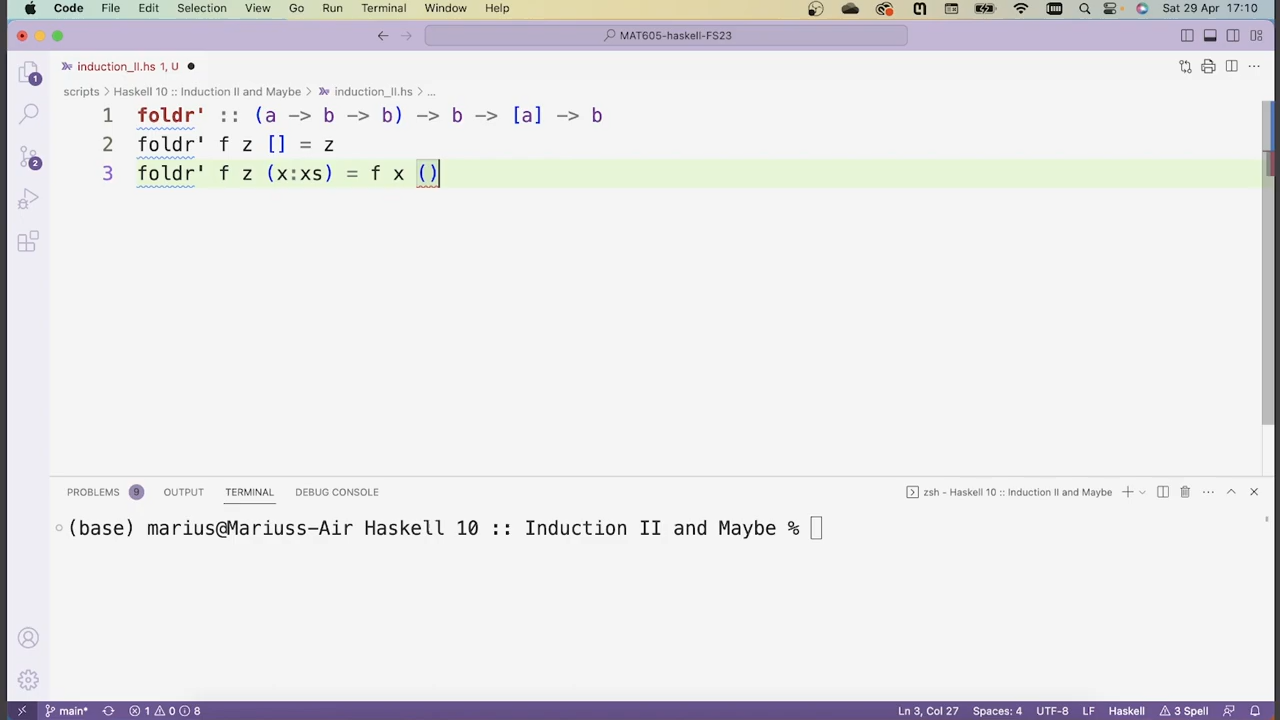 Code File Edit Selection View Go Run Terminal Window Help Sat 29 Apr 17:10
MAT605-haskell-FS23
induction_II.hs 1, U
scripts > Haskell 10 :: Induction II and Maybe > induction_II.hs > ...
1 foldr' :: (a -> b -> b) -> b -> [a] -> b
2 foldr' f z [] = z
3 foldr' f z (x:xs) = f x ()
PROBLEMS 9 OUTPUT TERMINAL DEBUG CONSOLE zsh - Haskell 10 :: Induction II and Maybe
(base) marius@Mariuss-Air Haskell 10 :: Induction II and Maybe %
main* 1 0 8 Ln 3, Col 27 Spaces: 4 UTF-8 LF Haskell 3 Spell